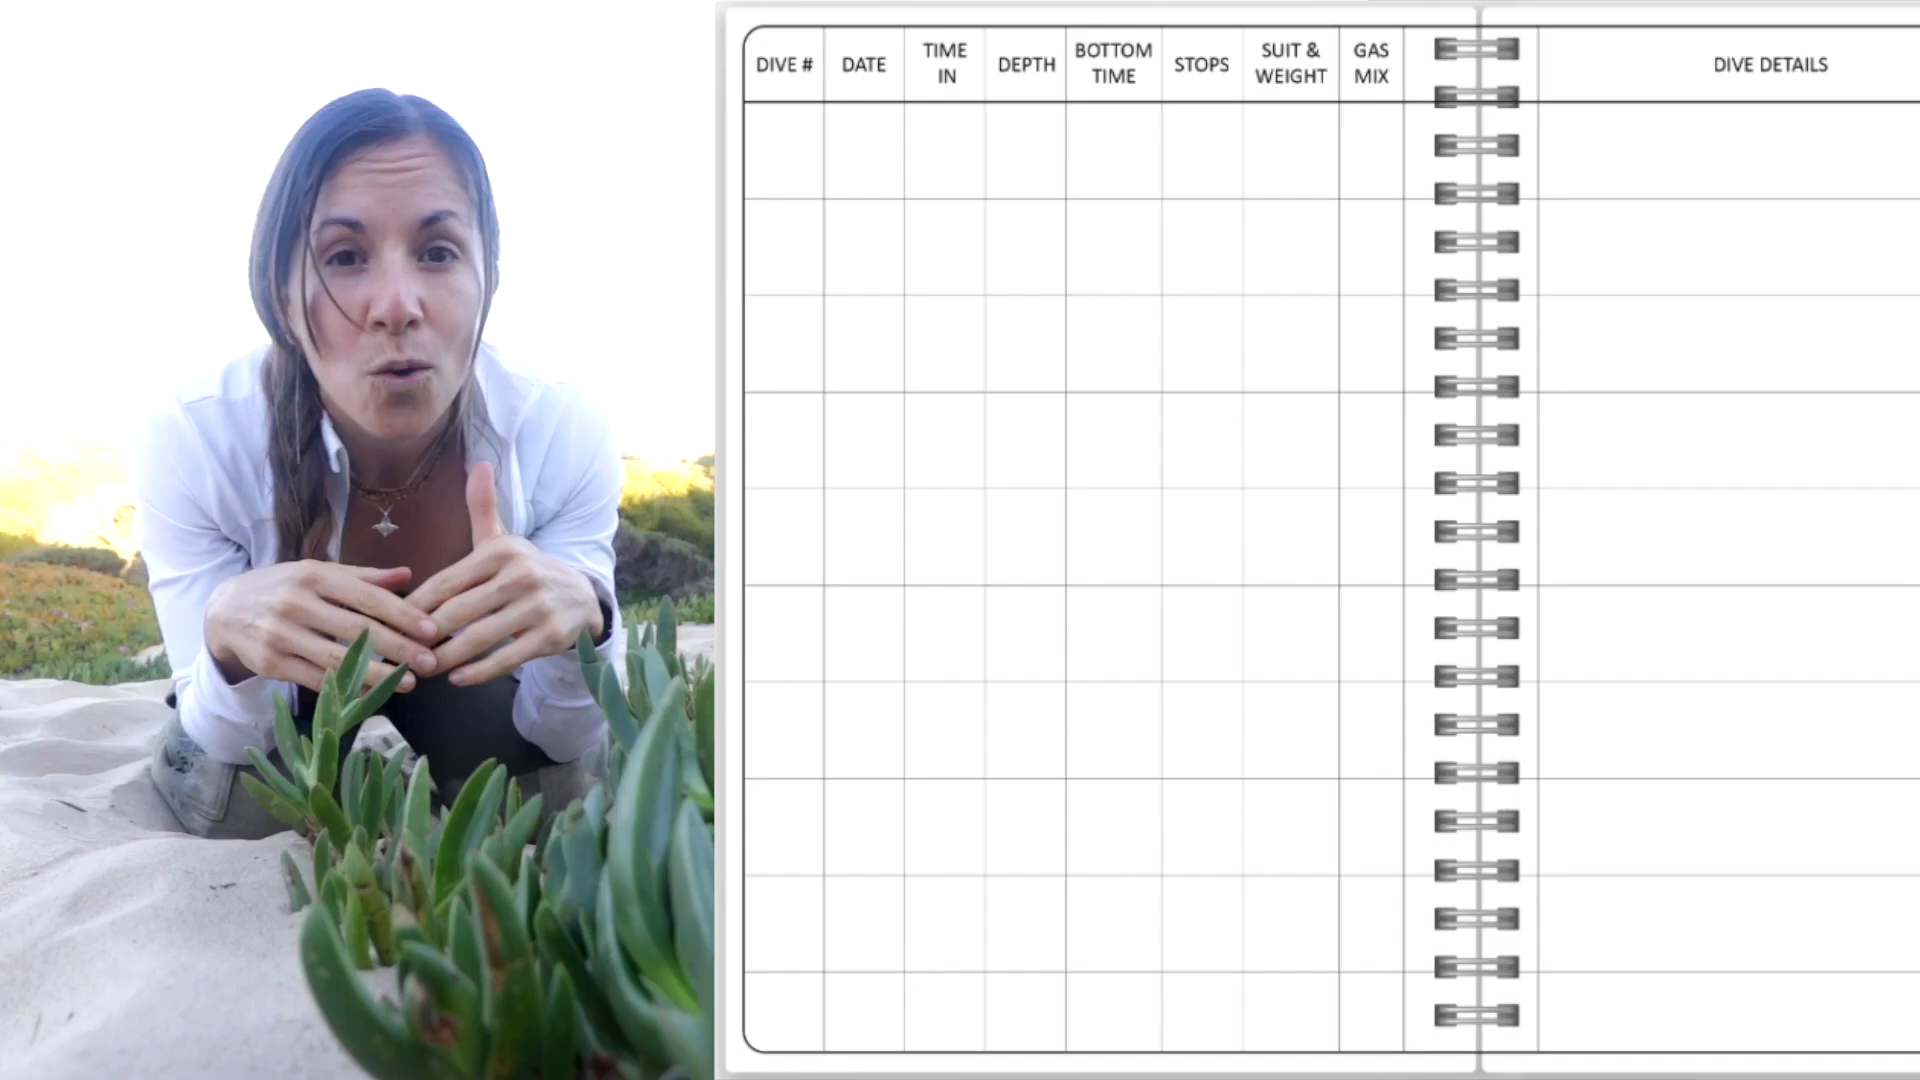 DIVE #
DATE
TIME
IN
DEPTH
BOTTOM
TIME
STOPS
SUIT &
WEIGHT
GAS
MIX
DIVE DETAILS